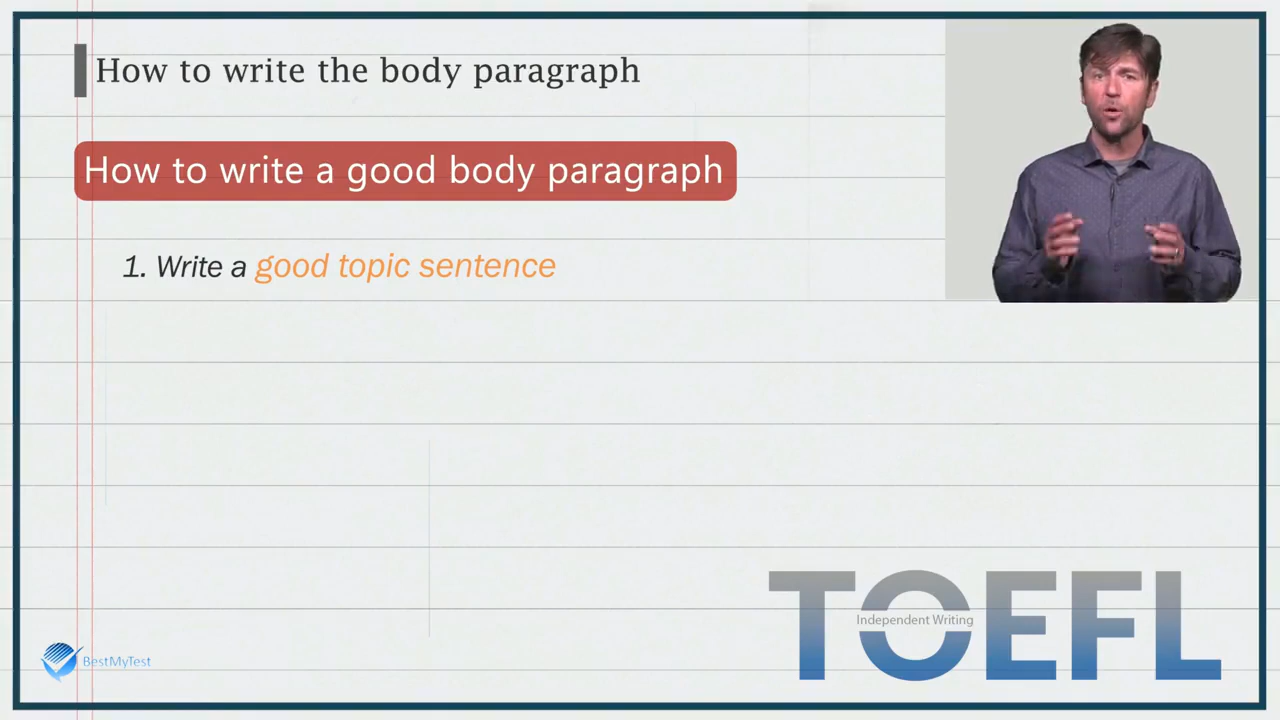 How to write the body paragraph
How to write a good body paragraph
1. Write a good topic sentence
TOEFL
Independent Writing
BestMyTest